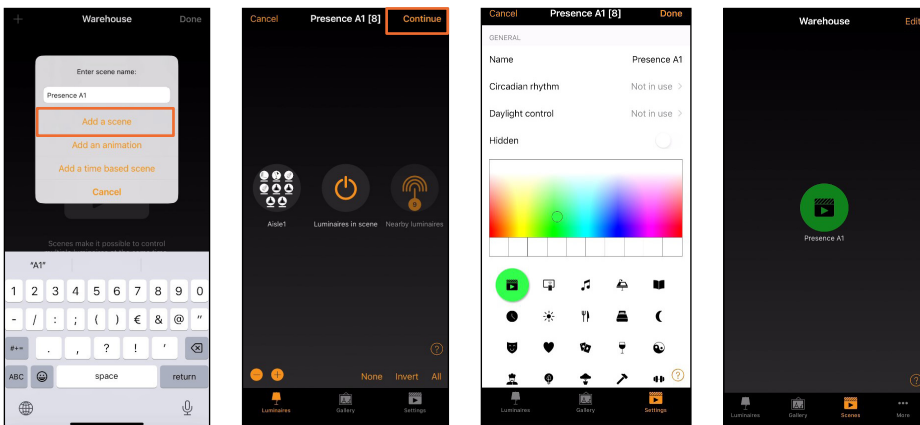 Warehouse
Done
Enter scene name:
Presence A1
Add a scene
Add an animation
Add a time based scene
Cancel
Scenes make it possible to control
"A1"
1 2 3 4 5 6 7 8 9 0
- / : ; ( ) € & @ "
#+= . , ? ! ' 
ABC space return
Cancel Presence A1 [8] Continue
Aisle1 Luminaires in scene Nearby luminaires
8
?
None Invert All
Luminaires Gallery Settings
Cancel Presence A1 [8] Done
GENERAL
Name Presence A1
Circadian rhythm Not in use >
Daylight control Not in use >
Hidden
?
Luminaires Gallery Settings
Warehouse Edit
Presence A1
?
Luminaires Gallery Scenes More